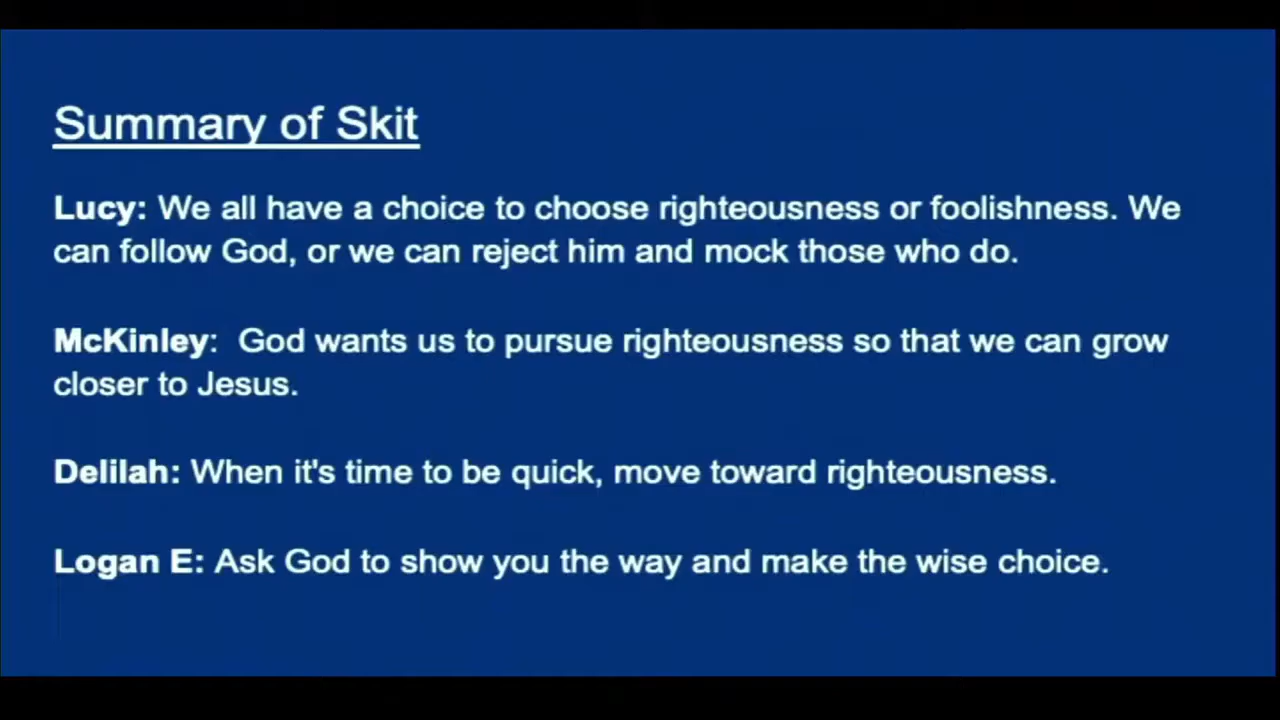 Summary of Skit
Lucy: We all have a choice to choose righteousness or foolishness. We
can follow God, or we can reject him and mock those who do.
McKinley:  God wants us to pursue righteousness so that we can grow
closer to Jesus.
Delilah: When it's time to be quick, move toward righteousness.
Logan E: Ask God to show you the way and make the wise choice.